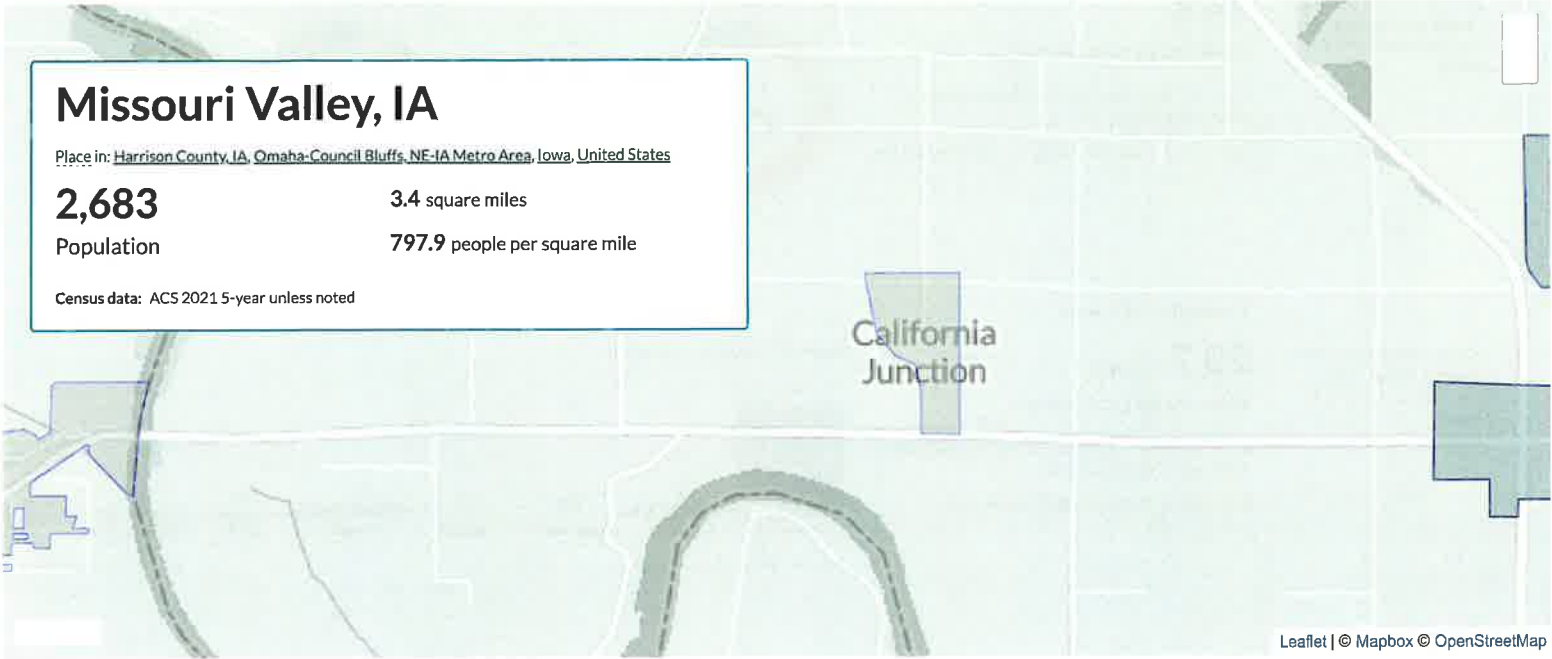 Missouri Valley, IA
Place in: Harrison County, IA, Omaha-Council Bluffs, NE-IA Metro Area, Iowa, United States
2,683
Population
3.4 square miles
797.9 people per square mile
Census data: ACS 2021 5-year unless noted
California
Junction
Leaflet | © Mapbox © OpenStreetMap